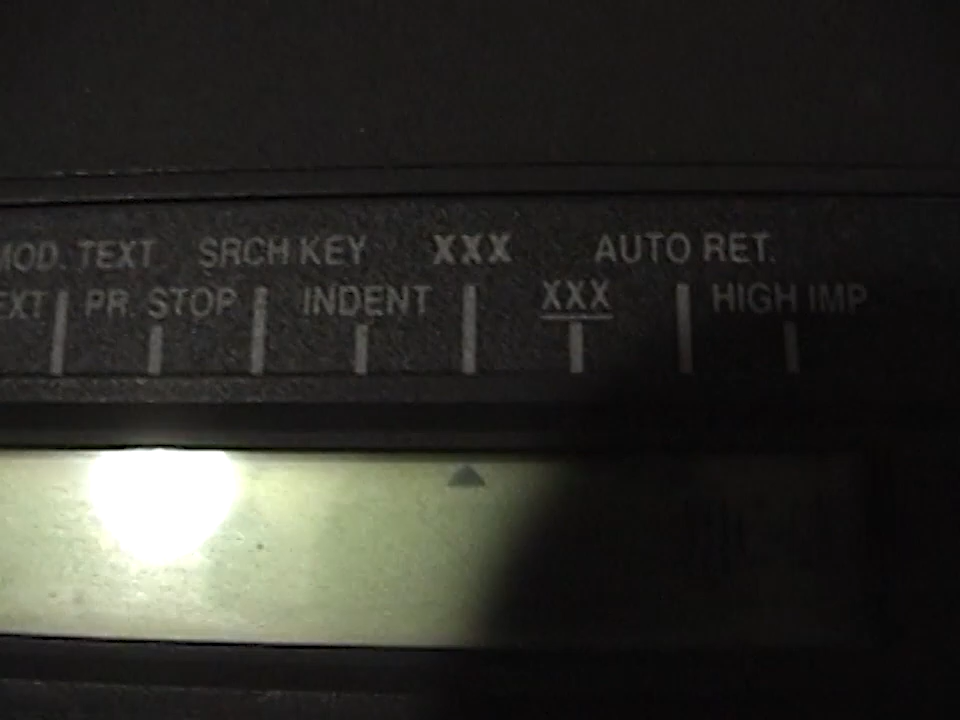 MOD. TEXT SRCH KEY XXX AUTO RET.
EXT PR. STOP INDENT XXX HIGH IMP